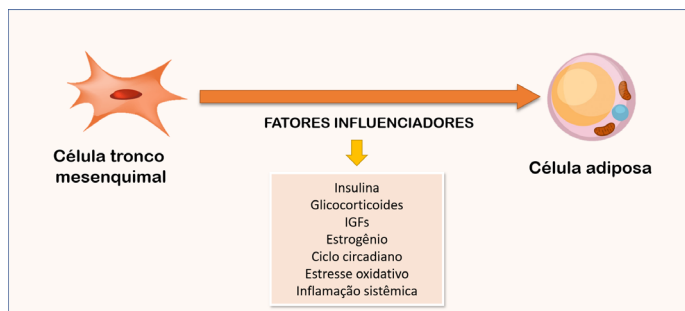 Célula tronco
mesenquimal
FATORES INFLUENCIADORES
Célula adiposa
Insulina
Glicocorticoides
IGFs
Estrogênio
Ciclo circadiano
Estresse oxidativo
Inflamação sistêmica